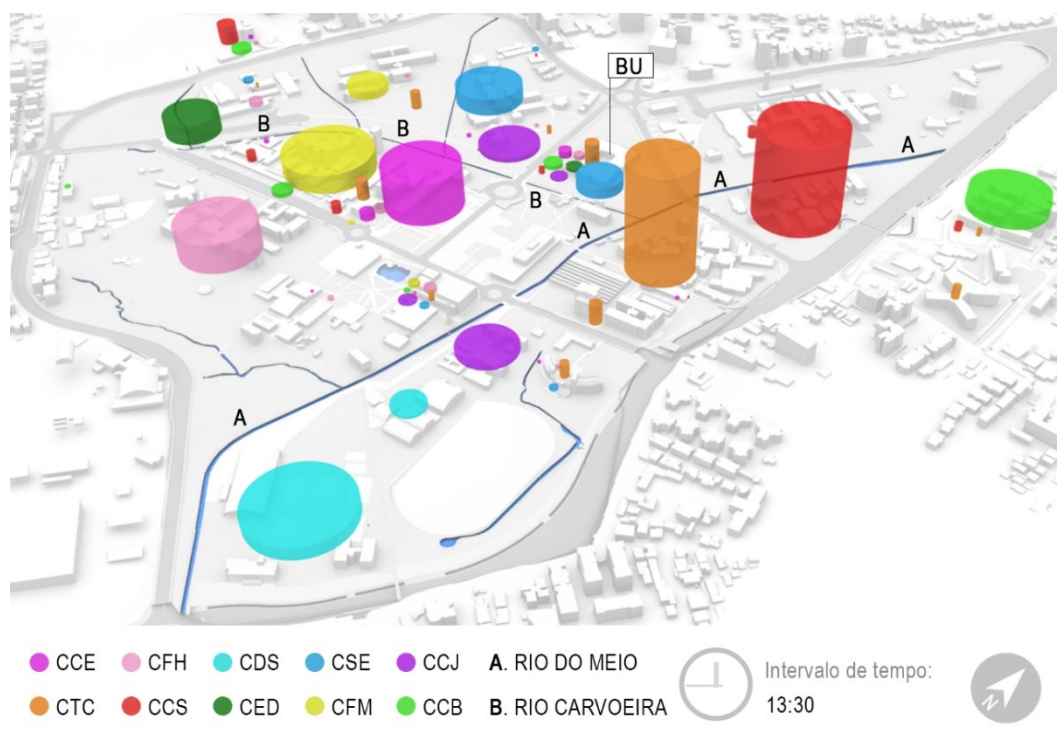 BU
B
B
A
A
B
A
A
CCE
CFH
CDS
CSE
CCJ
A. RIO DO MEIO
CTC
CCS
CED
CFM
CCB
B. RIO CARVOEIRA
Intervalo de tempo:
13:30
N